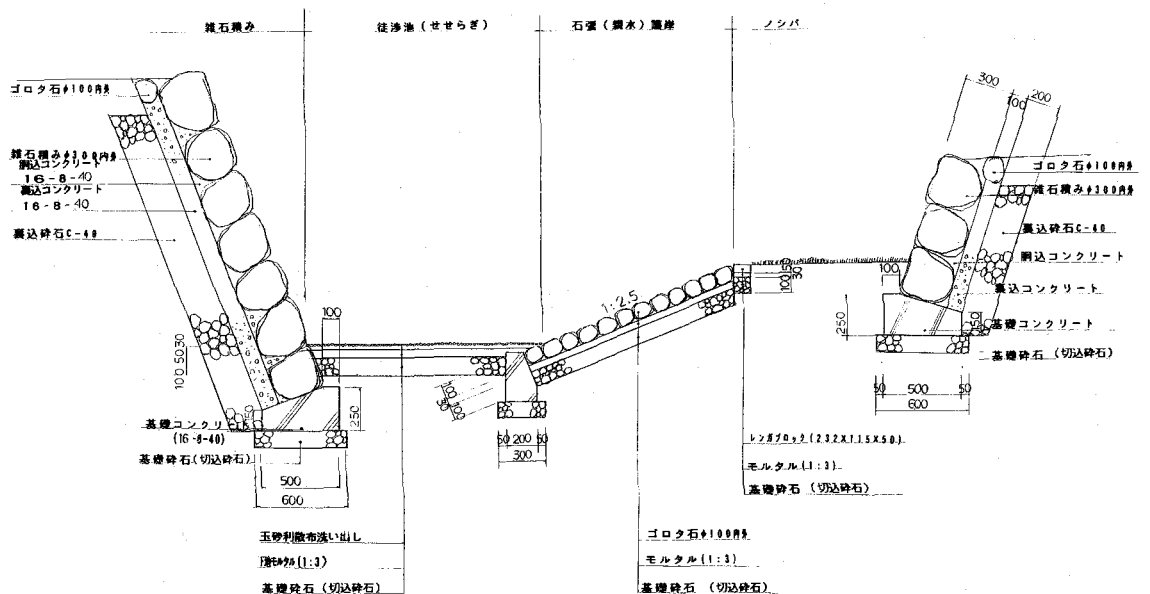 雑石積み
徒渉池(せせらぎ)
石張(親水)護岸
ノシバ
ゴロタ石φ100内外
雑石積みφ300内外
胴込コンクリート
16-8-40
裏込コンクリート
16-8-40
裏込砕石C-40
100 50 30
基礎コンクリート
(16-8-40)
基礎砕石(切込砕石)
100
250
50
500
600
玉砂利敷布洗い出し
下地モルタル(1:3)
基礎砕石(切込砕石)
100 100
30
50 200 50
300
1:2.5
100 50
30
レンガブロック(232X115X50)
モルタル(1:3)
基礎砕石(切込砕石)
ゴロタ石φ100内外
モルタル(1:3)
基礎砕石(切込砕石)
300
100
200
ゴロタ石φ100内外
雑石積みφ300内外
裏込砕石C-40
胴込コンクリート
裏込コンクリート
基礎コンクリート
基礎砕石(切込砕石)
100
250
50
50 500 50
600